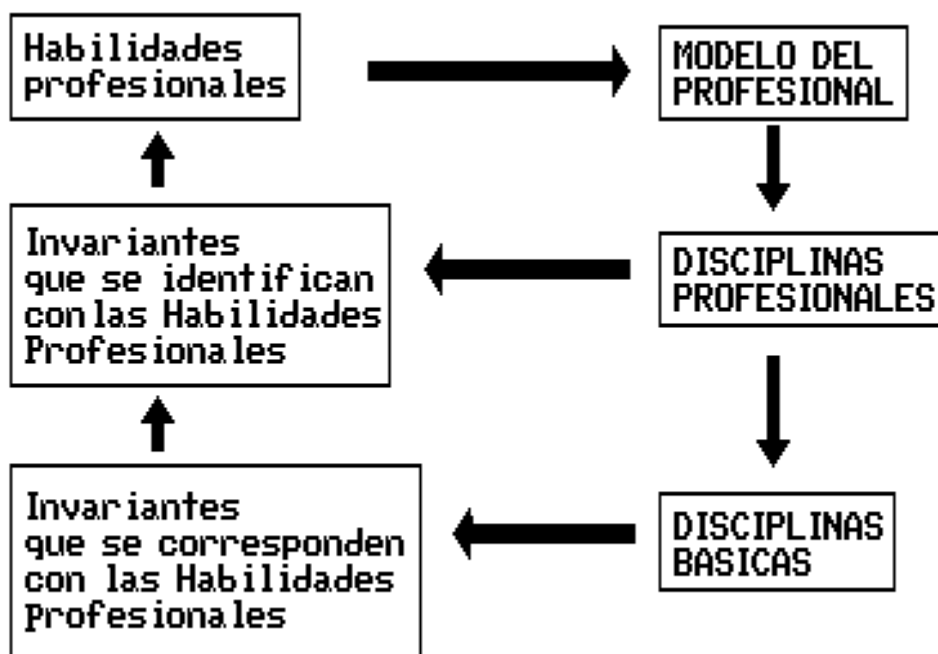 Habilidades
profesionales
MODELO DEL
PROFESIONAL
Invariantes
que se identifican
con las Habilidades
Profesionales
DISCIPLINAS
PROFESIONALES
Invariantes
que se corresponden
con las Habilidades
Profesionales
DISCIPLINAS
BASICAS